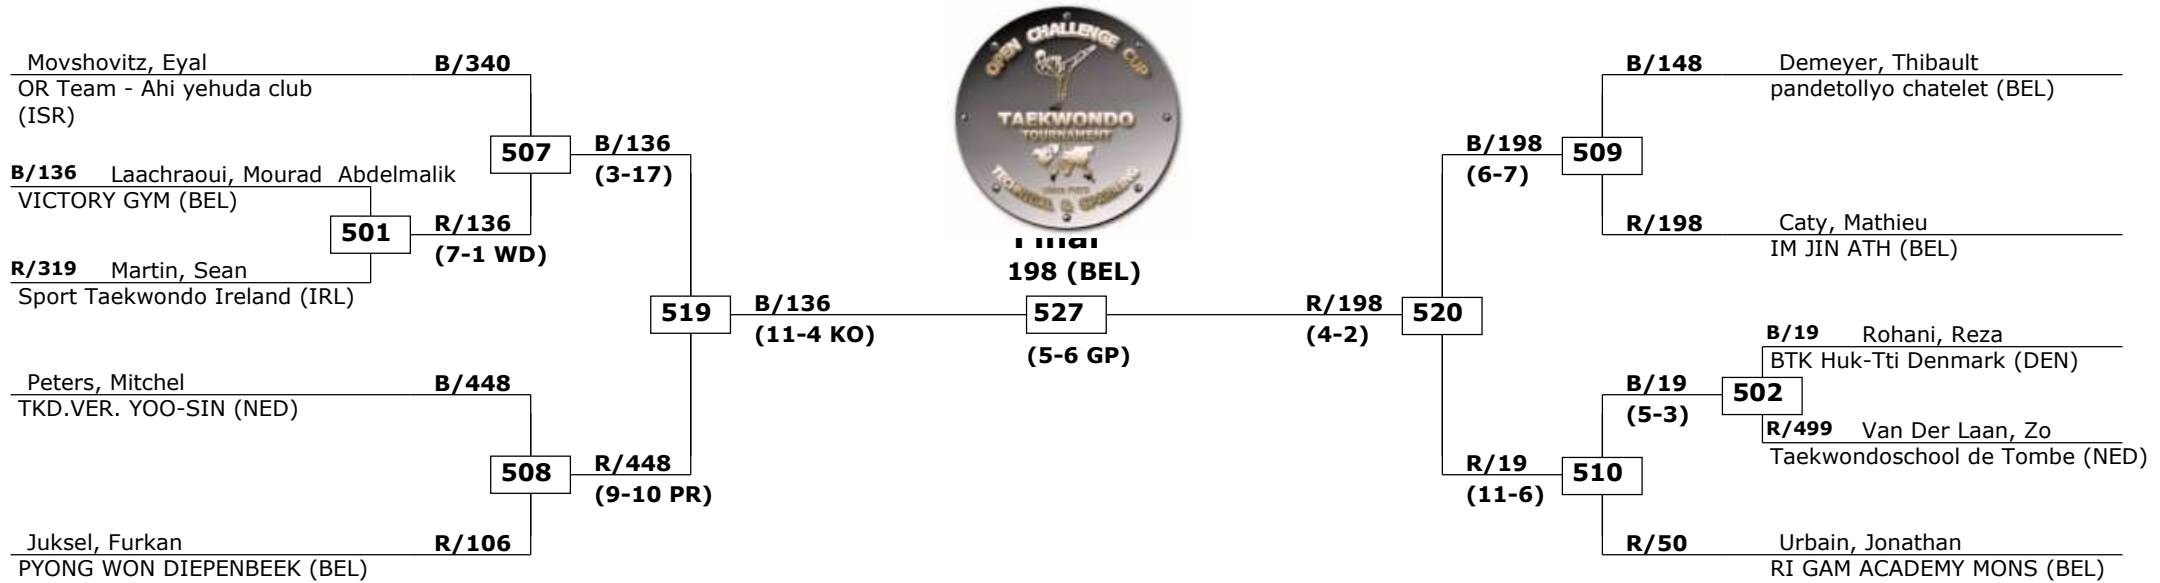 Movshovitz, Eyal
B/340
OR Team - Ahi yehuda club
(ISR)
507
B/136
(3-17)
B/136 Laachraoui, Mourad Abdelmalik
VICTORY GYM (BEL)
501
R/136
(7-1 WD)
R/319 Martin, Sean
Sport Taekwondo Ireland (IRL)
519
B/136
(11-4 KO)
Peters, Mitchel
B/448
TKD.VER. YOO-SIN (NED)
508
R/448
(9-10 PR)
Juksel, Furkan
R/106
PYONG WON DIEPENBEEK (BEL)
OPEN CHALLENGE CUP
TAEKWONDO
TOURNAMENT
TECHNICAL & SPARRING
Final
198 (BEL)
527
(5-6 GP)
B/148
Demeyer, Thibault
pandetollyo chatelet (BEL)
B/198
(6-7)
509
R/198
Caty, Mathieu
IM JIN ATH (BEL)
R/198
(4-2)
520
B/19 Rohani, Reza
BTK Huk-Tti Denmark (DEN)
B/19
(5-3)
502
R/499 Van Der Laan, Zo
Taekwondoschool de Tombe (NED)
R/19
(11-6)
510
R/50
Urbain, Jonathan
RI GAM ACADEMY MONS (BEL)